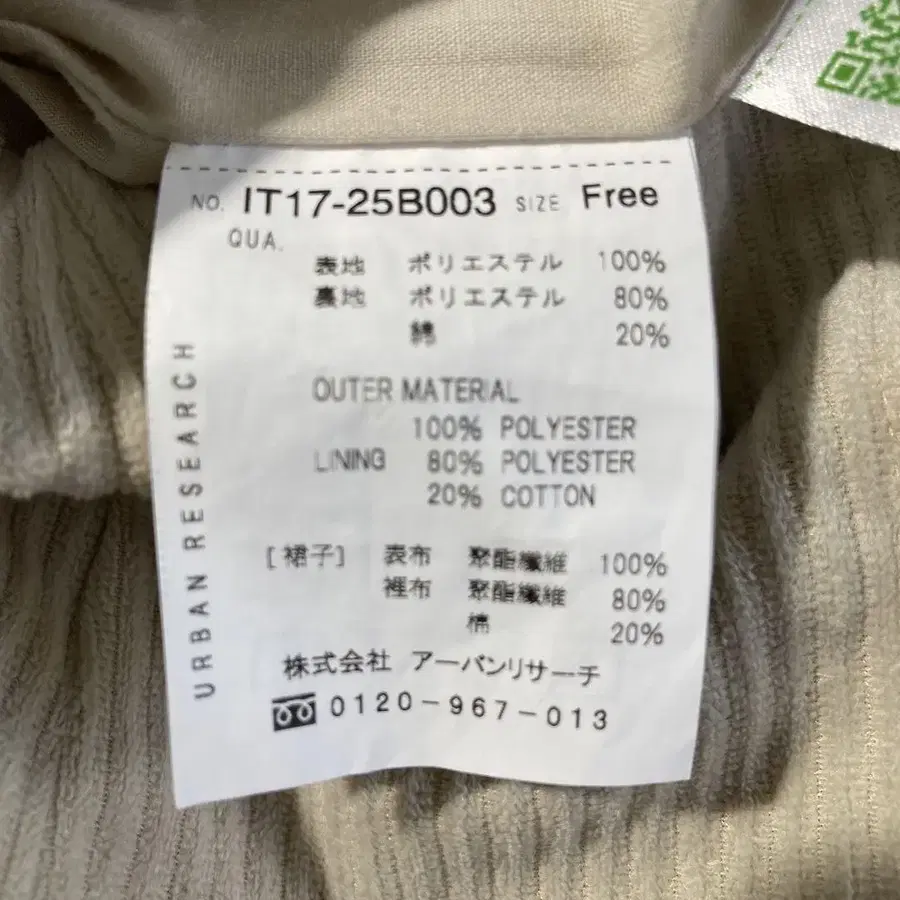 NO. IT17-25B003 SIZE Free
QUA.
表地 ポリエステル 100%
裏地 ポリエステル 80%
綿 20%
OUTER MATERIAL
100% POLYESTER
LINING 80% POLYESTER
20% COTTON
[裙子] 表布 聚酯纖維 100%
裡布 聚酯纖維 80%
棉 20%
株式会社 アーバンリサーチ
0120-967-013
URBAN RESEARCH